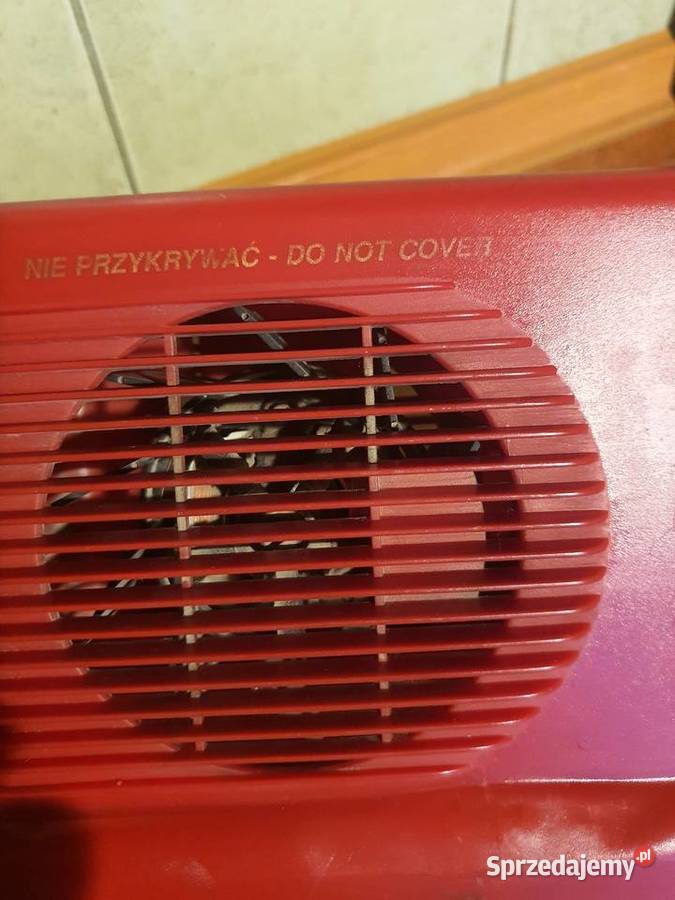 NIE PRZYKRYWAĆ - DO NOT COVER
Sprzedajemy.pl